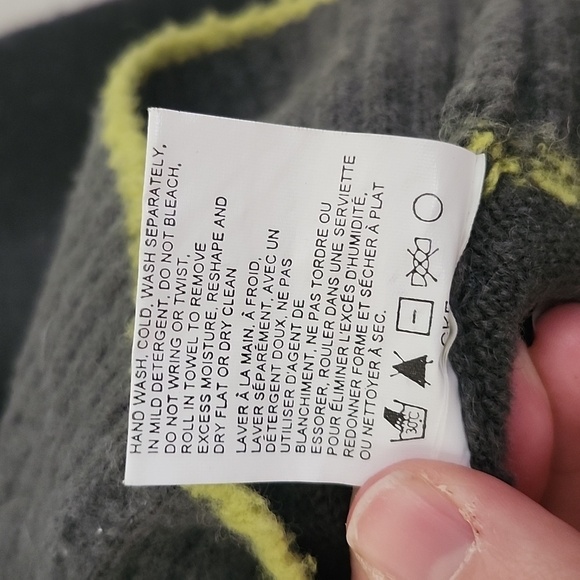 HAND WASH, COLD, WASH SEPARATELY,
IN MILD DETERGENT, DO NOT BLEACH,
DO NOT WRING OR TWIST,
ROLL IN TOWEL TO REMOVE
EXCESS MOISTURE, RESHAPE AND
DRY FLAT OR DRY CLEAN
LAVER À LA MAIN, À FROID,
LAVER SÉPARÉMENT, AVEC UN
DÉTERGENT DOUX, NE PAS
UTILISER D'AGENT DE
BLANCHIMENT, NE PAS TORDRE OU
ESSORER, ROULER DANS UNE SERVIETTE
POUR ÉLIMINER L'EXCÉS D'HUMIDITÉ,
REDONNER FORME ET SÉCHER À PLAT
OU NETTOYER À SEC.
30°C